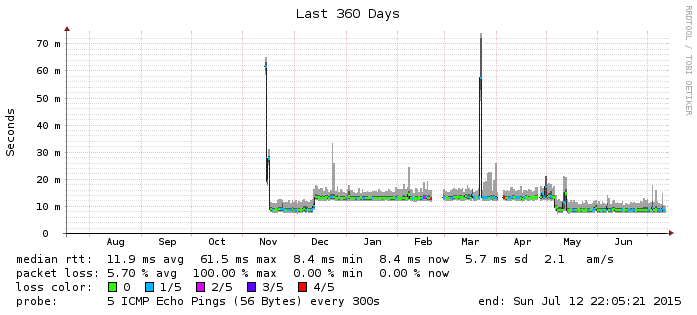 Last 360 Days
RRDTOOL / TOBI OETIKER
Seconds
70 m
60 m
50 m
40 m
30 m
20 m
10 m
0
Aug Sep Oct Nov Dec Jan Feb Mar Apr May Jun
median rtt: 11.9 ms avg 61.5 ms max 8.4 ms min 8.4 ms now 5.7 ms sd 2.1 am/s
packet loss: 5.70 % avg 100.00 % max 0.00 % min 0.00 % now
loss color: 0 1/5 2/5 3/5 4/5
probe: 5 ICMP Echo Pings (56 Bytes) every 300s end: Sun Jul 12 22:05:21 2015